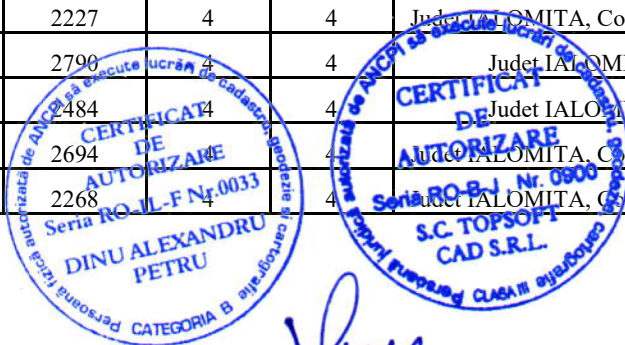 2227 4 4 Judet IALOMITA, Co
2790 4 4 Judet IALOMI
2484 4 4 Judet IALOMI
2694 4 4 Judet IALOMITA, Co
2268 4 4 Judet IALOMITA, Co
Persoană fizică autorizată de ANCPI să execute lucrări de cadastru, geodezie și cartografie
CERTIFICAT
DE
AUTORIZARE
Seria RO-IL-F Nr.0033
DINU ALEXANDRU
PETRU
CATEGORIA B
Persoană juridică autorizată de ANCPI să execute lucrări de cadastru, geodezie, cartografie
CERTIFICAT
DE
AUTORIZARE
Seria RO-B-J, Nr. 0900
S.C. TOPSOFT
CAD S.R.L.
CLASA III